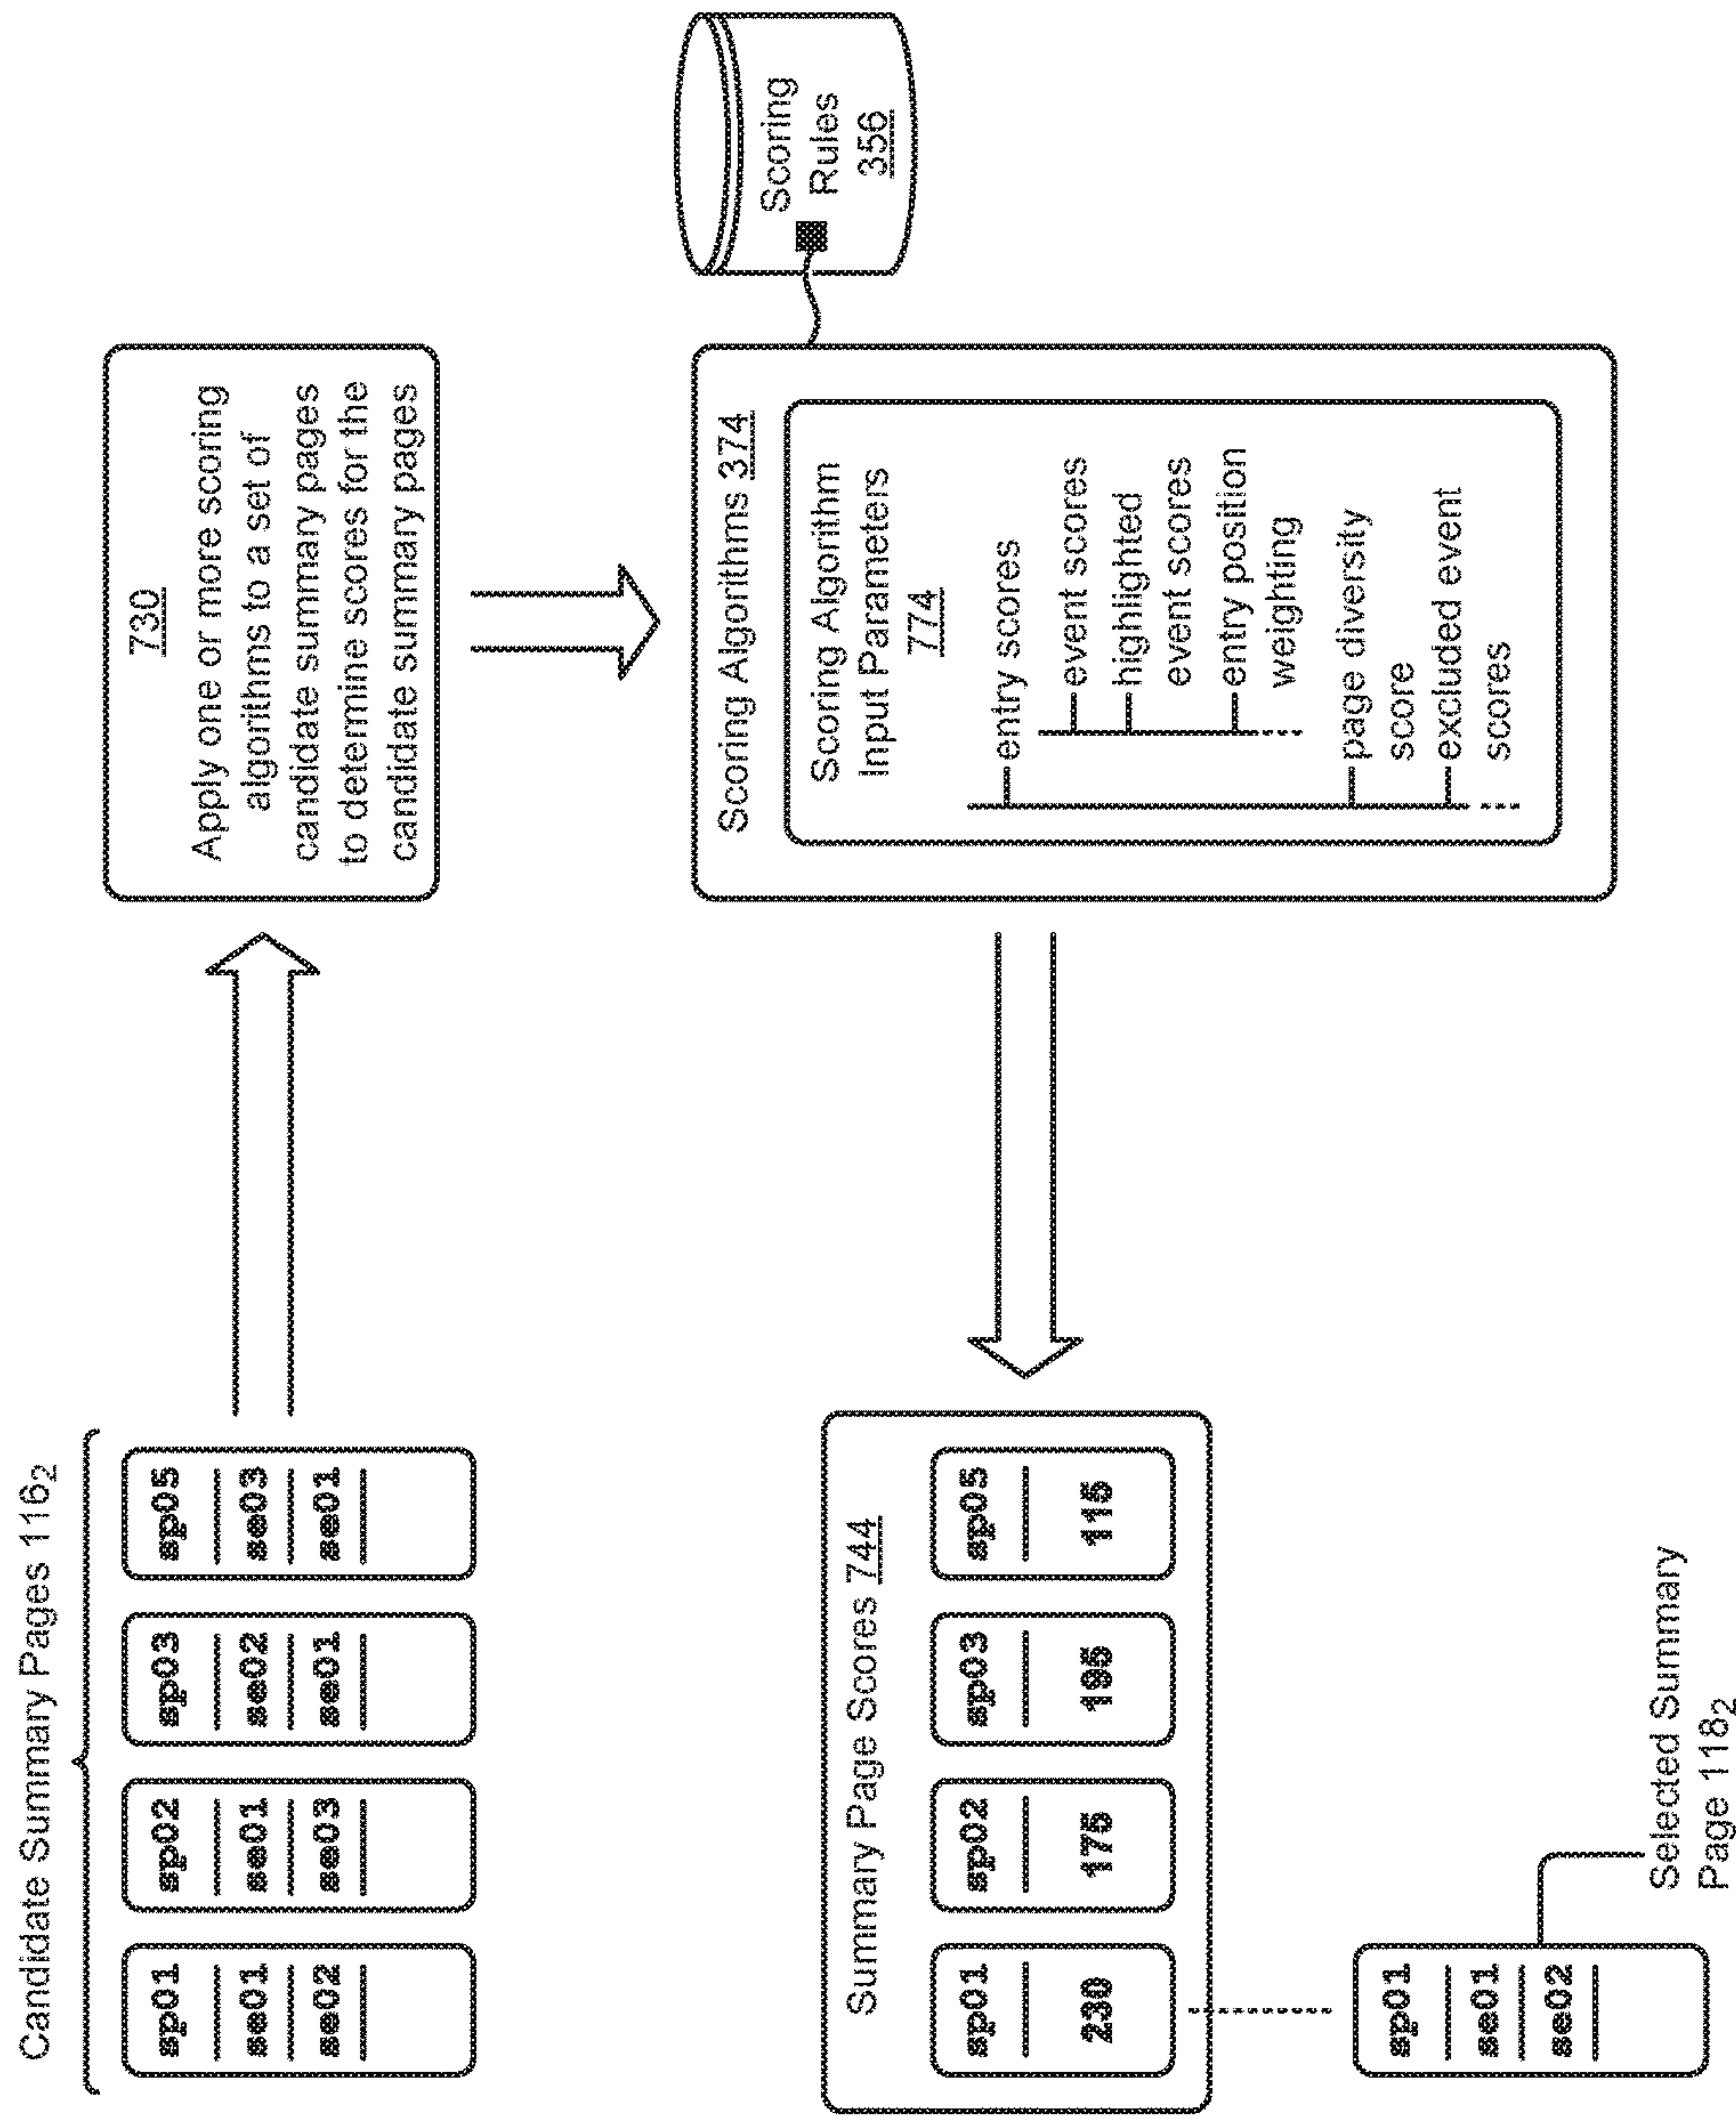 Candidate Summary Pages 116₂
sp01
se01
se02
sp02
se01
se03
sp03
se02
se01
sp05
se03
se01
730
Apply one or more scoring
algorithms to a set of
candidate summary pages
to determine scores for the
candidate summary pages
Scoring Algorithms 374
Scoring Algorithm
Input Parameters
774
entry scores
event scores
highlighted
event scores
entry position
weighting
page diversity
score
excluded event
scores
Scoring
Rules
356
Summary Page Scores 744
sp01
230
sp02
175
sp03
195
sp05
115
sp01
se01
se02
Selected Summary
Page 118₂